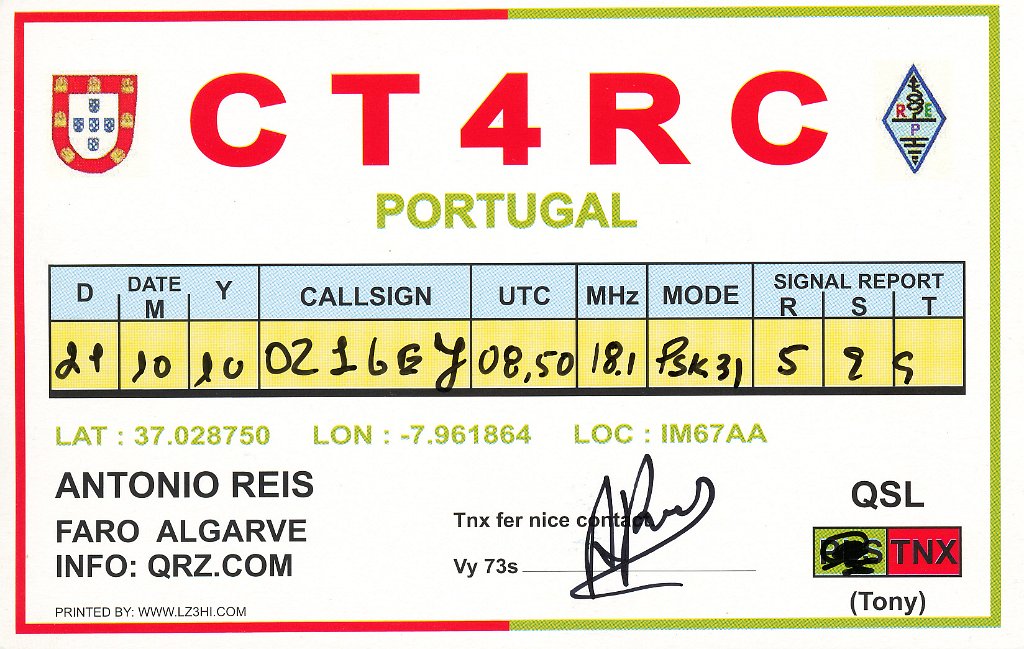 CT4RC
R E P
PORTUGAL
D DATE M Y CALLSIGN UTC MHz MODE SIGNAL REPORT R S T
21 10 10 OZ1BGY 08,50 18.1 PSK31 5 9 9
LAT : 37.028750 LON : -7.961864 LOC : IM67AA
ANTONIO REIS
FARO ALGARVE
INFO: QRZ.COM
Tnx fer nice contact
Vy 73s
QSL
TNX
(Tony)
PRINTED BY: WWW.LZ3HI.COM